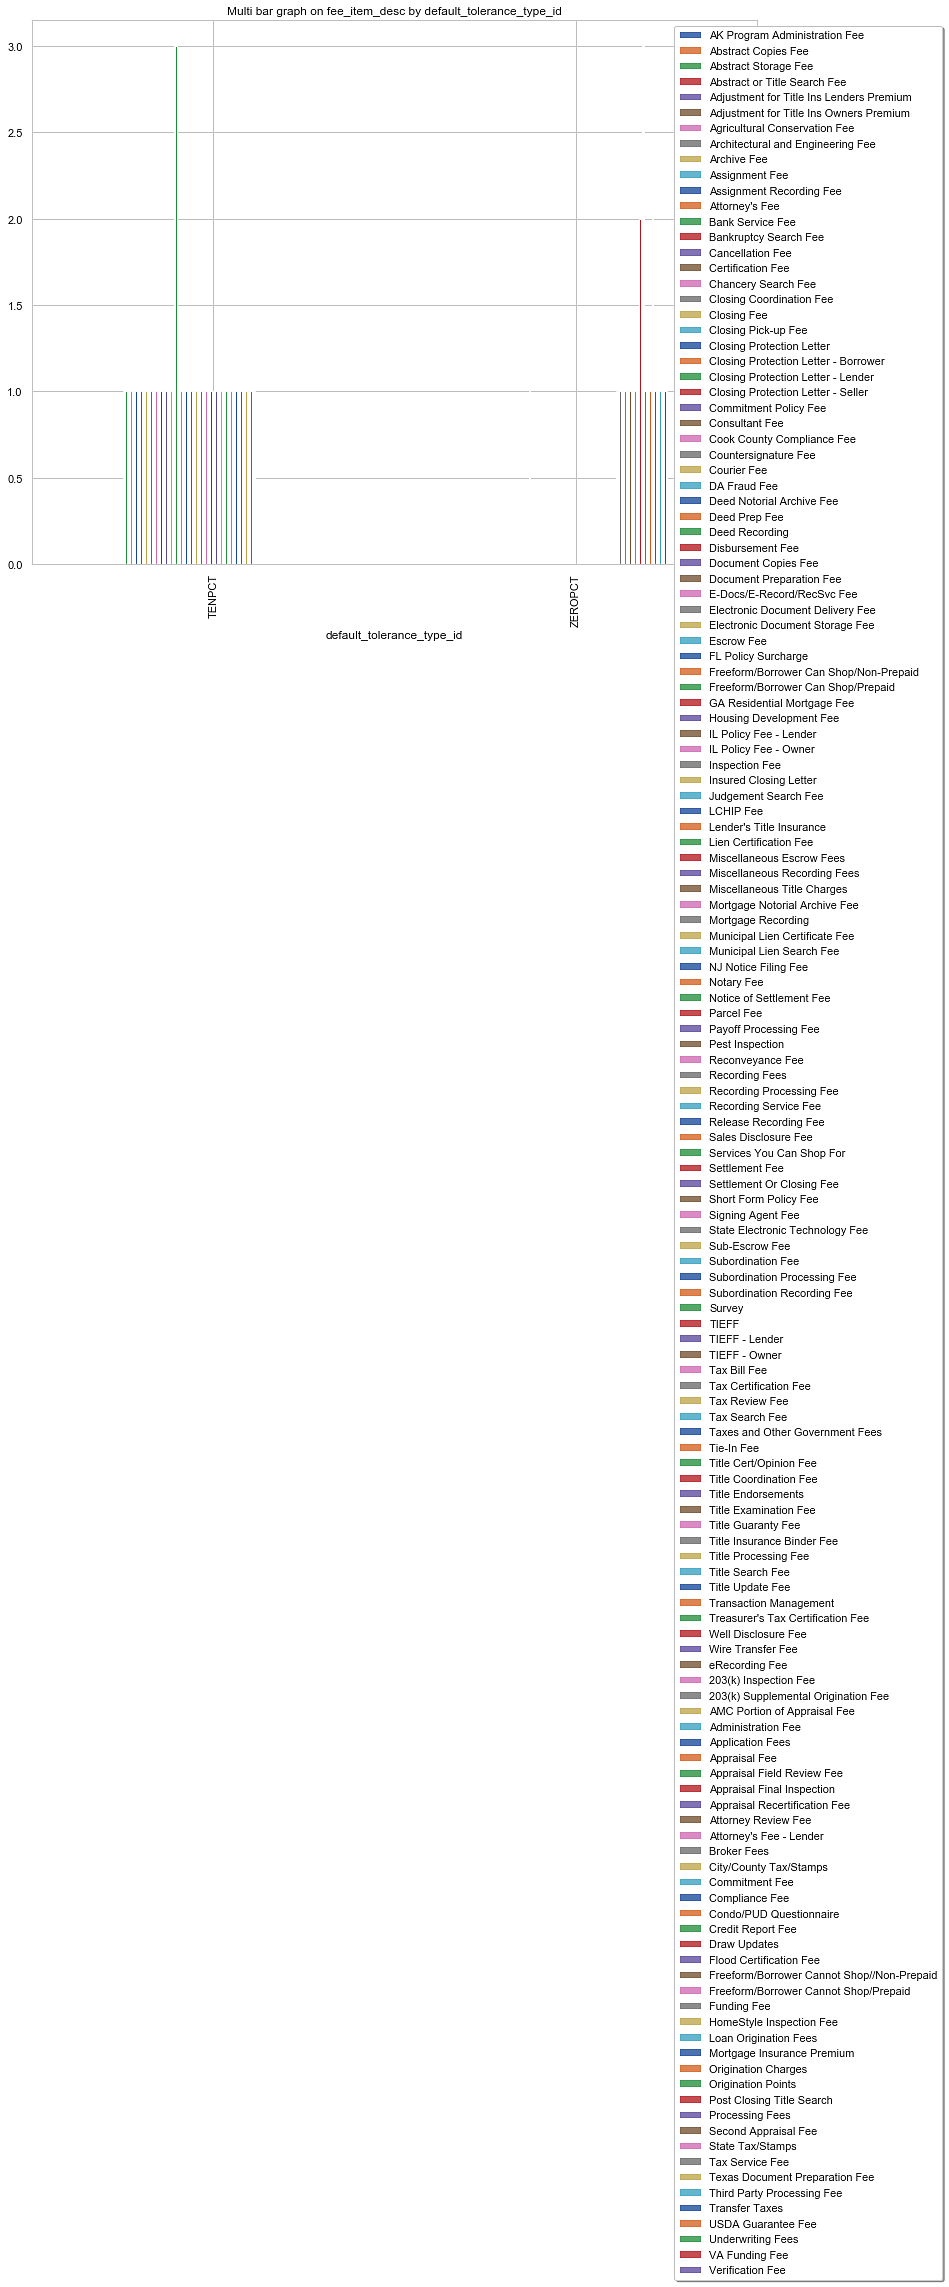 Multi bar graph on fee_item_desc by default_tolerance_type_id
3.0
2.5
2.0
1.5
1.0
0.5
0.0
TENPCT
ZEROPCT
default_tolerance_type_id
AK Program Administration Fee
Abstract Copies Fee
Abstract Storage Fee
Abstract or Title Search Fee
Adjustment for Title Ins Lenders Premium
Adjustment for Title Ins Owners Premium
Agricultural Conservation Fee
Architectural and Engineering Fee
Archive Fee
Assignment Fee
Assignment Recording Fee
Attorney's Fee
Bank Service Fee
Bankruptcy Search Fee
Cancellation Fee
Certification Fee
Chancery Search Fee
Closing Coordination Fee
Closing Fee
Closing Pick-up Fee
Closing Protection Letter
Closing Protection Letter - Borrower
Closing Protection Letter - Lender
Closing Protection Letter - Seller
Commitment Policy Fee
Consultant Fee
Cook County Compliance Fee
Countersignature Fee
Courier Fee
DA Fraud Fee
Deed Notorial Archive Fee
Deed Prep Fee
Deed Recording
Disbursement Fee
Document Copies Fee
Document Preparation Fee
E-Docs/E-Record/RecSvc Fee
Electronic Document Delivery Fee
Electronic Document Storage Fee
Escrow Fee
FL Policy Surcharge
Freeform/Borrower Can Shop/Non-Prepaid
Freeform/Borrower Can Shop/Prepaid
GA Residential Mortgage Fee
Housing Development Fee
IL Policy Fee - Lender
IL Policy Fee - Owner
Inspection Fee
Insured Closing Letter
Judgement Search Fee
LCHIP Fee
Lender's Title Insurance
Lien Certification Fee
Miscellaneous Escrow Fees
Miscellaneous Recording Fees
Miscellaneous Title Charges
Mortgage Notorial Archive Fee
Mortgage Recording
Municipal Lien Certificate Fee
Municipal Lien Search Fee
NJ Notice Filing Fee
Notary Fee
Notice of Settlement Fee
Parcel Fee
Payoff Processing Fee
Pest Inspection
Reconveyance Fee
Recording Fees
Recording Processing Fee
Recording Service Fee
Release Recording Fee
Sales Disclosure Fee
Services You Can Shop For
Settlement Fee
Settlement Or Closing Fee
Short Form Policy Fee
Signing Agent Fee
State Electronic Technology Fee
Sub-Escrow Fee
Subordination Fee
Subordination Processing Fee
Subordination Recording Fee
Survey
TIEFF
TIEFF - Lender
TIEFF - Owner
Tax Bill Fee
Tax Certification Fee
Tax Review Fee
Tax Search Fee
Taxes and Other Government Fees
Tie-In Fee
Title Cert/Opinion Fee
Title Coordination Fee
Title Endorsements
Title Examination Fee
Title Guaranty Fee
Title Insurance Binder Fee
Title Processing Fee
Title Search Fee
Title Update Fee
Transaction Management
Treasurer's Tax Certification Fee
Well Disclosure Fee
Wire Transfer Fee
eRecording Fee
203(k) Inspection Fee
203(k) Supplemental Origination Fee
AMC Portion of Appraisal Fee
Administration Fee
Application Fees
Appraisal Fee
Appraisal Field Review Fee
Appraisal Final Inspection
Appraisal Recertification Fee
Attorney Review Fee
Attorney's Fee - Lender
Broker Fees
City/County Tax/Stamps
Commitment Fee
Compliance Fee
Condo/PUD Questionnaire
Credit Report Fee
Draw Updates
Flood Certification Fee
Freeform/Borrower Cannot Shop//Non-Prepaid
Freeform/Borrower Cannot Shop/Prepaid
Funding Fee
HomeStyle Inspection Fee
Loan Origination Fees
Mortgage Insurance Premium
Origination Charges
Origination Points
Post Closing Title Search
Processing Fees
Second Appraisal Fee
State Tax/Stamps
Tax Service Fee
Texas Document Preparation Fee
Third Party Processing Fee
Transfer Taxes
USDA Guarantee Fee
Underwriting Fees
VA Funding Fee
Verification Fee